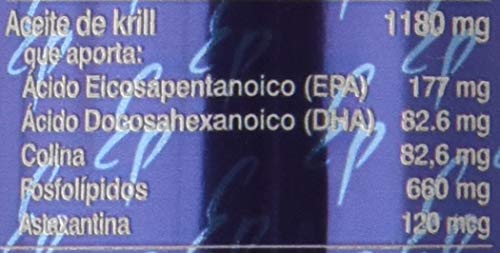 Aceite de krill 1180 mg
que aporta:
Ácido Eicosapentanoico (EPA) 177 mg
Ácido Docosahexanoico (DHA) 82.6 mg
Colina 82,6 mg
Fosfolípidos 660 mg
Astaxantina 120 mcg